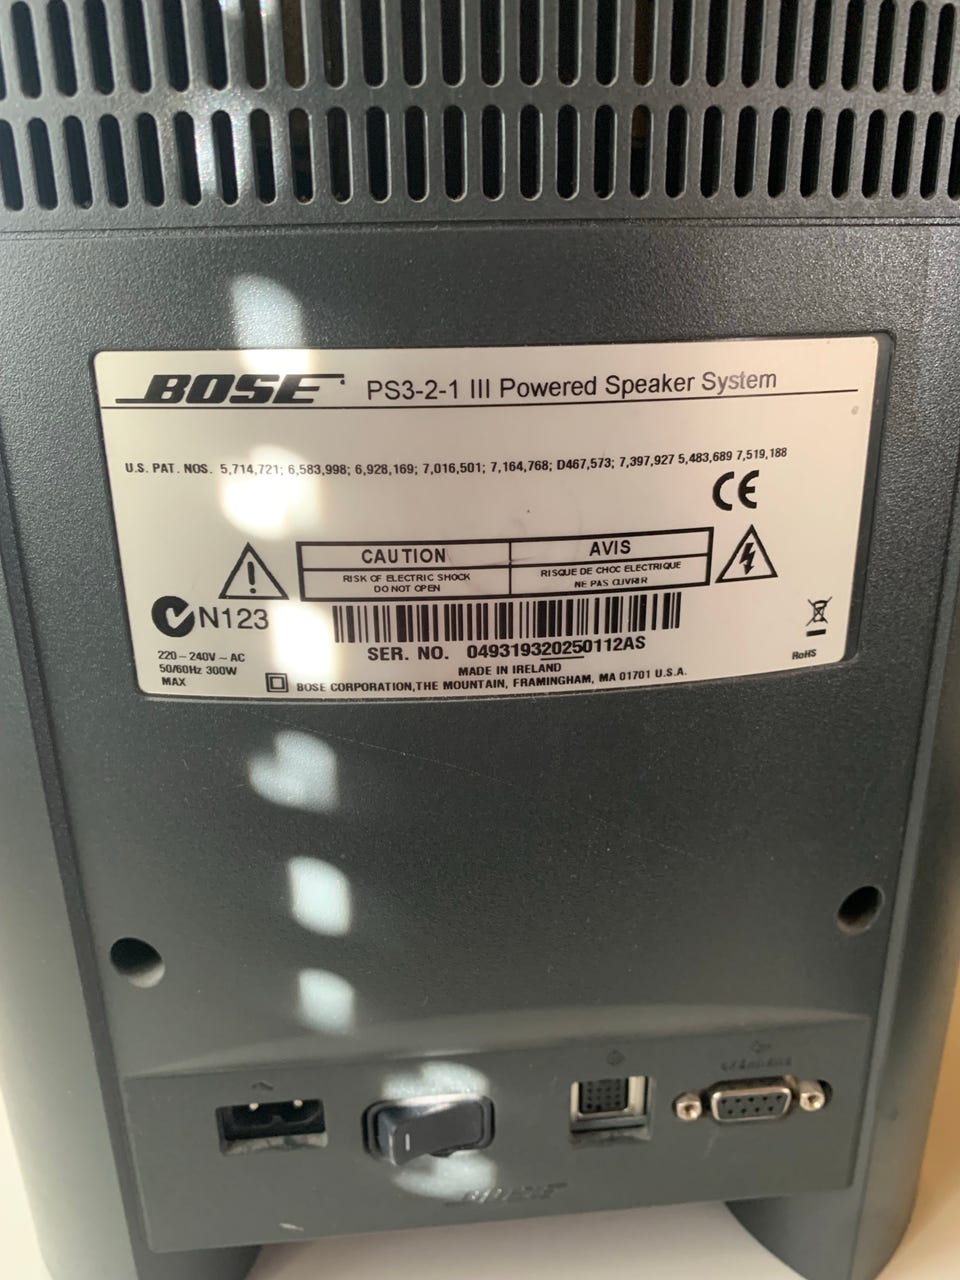 BOSE PS3-2-1 III Powered Speaker System
U.S. PAT. NOS. 5,714,721; 6,583,998; 6,928,169; 7,016,501; 7,164,768; D467,573; 7,397,927 5,483,689 7,519,188
CE
CAUTION AVIS
RISK OF ELECTRIC SHOCK RISQUE DE CHOC ELECTRIQUE
DO NOT OPEN NE PAS OUVRIR
N123
SER. NO. 049319320250112AS
220-240V ~ AC
50/60Hz 300W
MAX
MADE IN IRELAND
BOSE CORPORATION, THE MOUNTAIN, FRAMINGHAM, MA 01701 U.S.A.
RoHS
SPEAKERS
BOSE